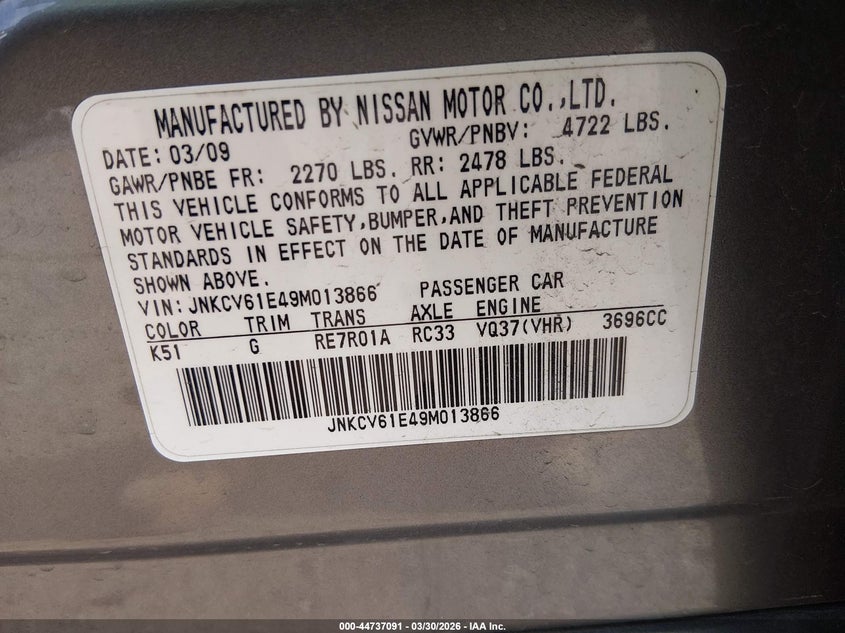 MANUFACTURED BY NISSAN MOTOR CO.,LTD.
DATE: 03/09 GVWR/PNBV: 4722 LBS.
GAWR/PNBE FR: 2270 LBS. RR: 2478 LBS.
THIS VEHICLE CONFORMS TO ALL APPLICABLE FEDERAL
MOTOR VEHICLE SAFETY,BUMPER,AND THEFT PREVENTION
STANDARDS IN EFFECT ON THE DATE OF MANUFACTURE
SHOWN ABOVE.
VIN: JNKCV61E49M013866 PASSENGER CAR
COLOR TRIM TRANS AXLE ENGINE
K51 G RE7R01A RC33 VQ37(VHR) 3696CC
JNKCV61E49M013866
000-44737091 — 03/30/2026 — IAA Inc.